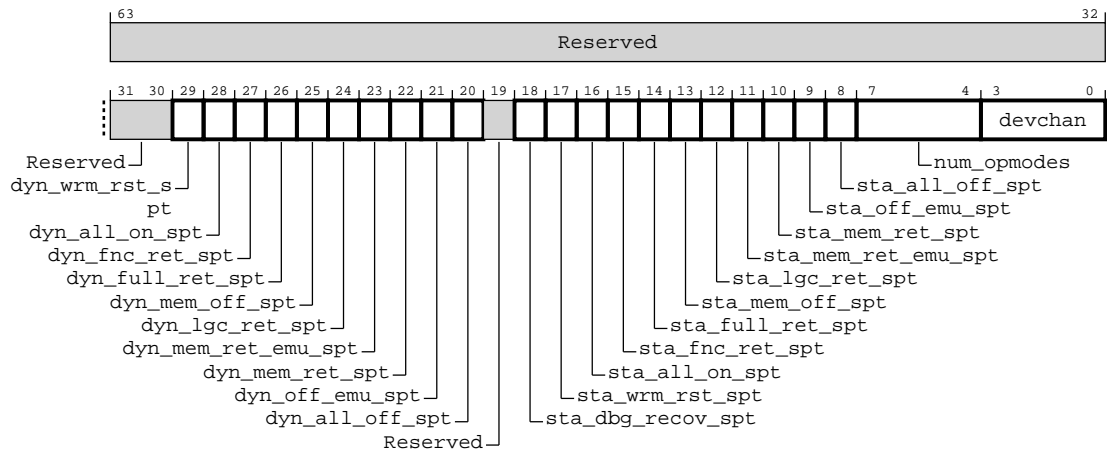 63 32
Reserved
31 30 29 28 27 26 25 24 23 22 21 20 19 18 17 16 15 14 13 12 11 10 9 8 7 4 3 0
devchan
Reserved num_opmodes
dyn_wrm_rst_s sta_all_off_spt
pt sta_off_emu_spt
dyn_all_on_spt sta_mem_ret_spt
dyn_fnc_ret_spt sta_mem_ret_emu_spt
dyn_full_ret_spt sta_lgc_ret_spt
dyn_mem_off_spt sta_mem_off_spt
dyn_lgc_ret_spt sta_full_ret_spt
dyn_mem_ret_emu_spt sta_fnc_ret_spt
dyn_mem_ret_spt sta_all_on_spt
dyn_off_emu_spt sta_wrm_rst_spt
dyn_all_off_spt sta_dbg_recov_spt
Reserved